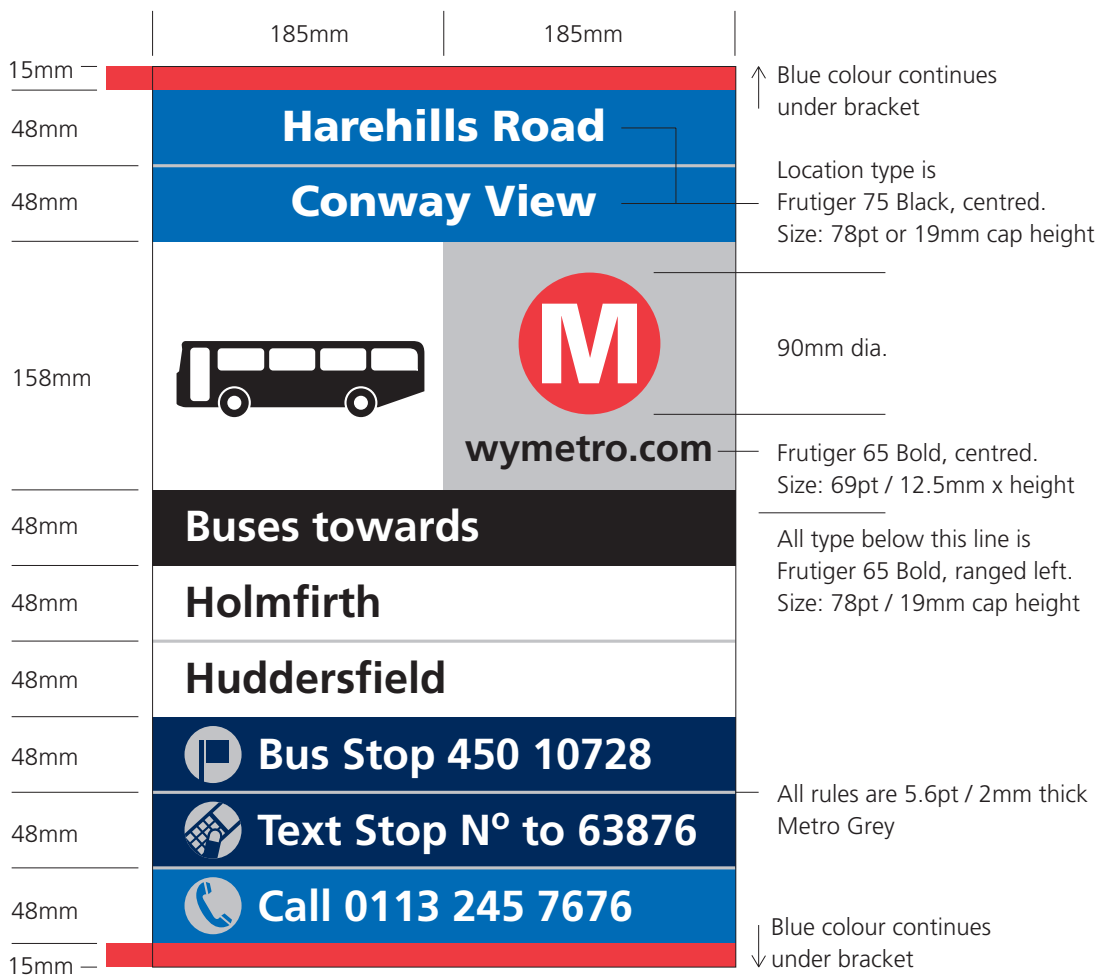 185mm 185mm
15mm
Blue colour continues
under bracket
48mm
Harehills Road
48mm
Conway View
Location type is
Frutiger 75 Black, centred.
Size: 78pt or 19mm cap height
158mm
M
90mm dia.
wymetro.com
Frutiger 65 Bold, centred.
Size: 69pt / 12.5mm x height
48mm
Buses towards
All type below this line is
Frutiger 65 Bold, ranged left.
Size: 78pt / 19mm cap height
48mm
Holmfirth
48mm
Huddersfield
48mm
Bus Stop 450 10728
All rules are 5.6pt / 2mm thick
Metro Grey
48mm
Text Stop Nº to 63876
48mm
Call 0113 245 7676
Blue colour continues
under bracket
15mm